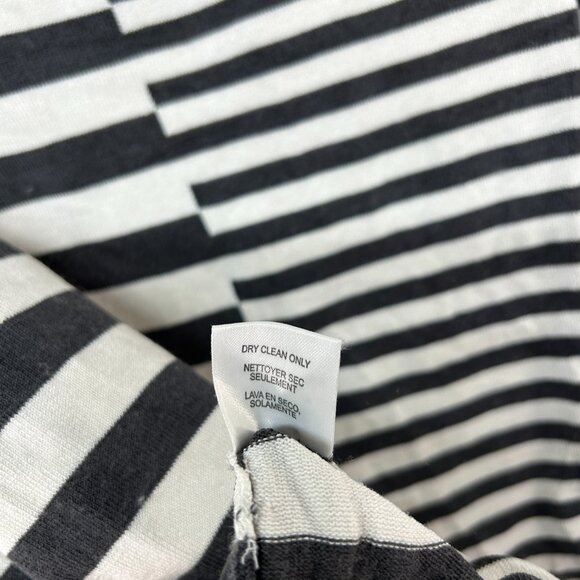 DRY CLEAN ONLY
NETTOYER SEC
SEULEMENT
LAVA EN SECO,
SOLAMENTE